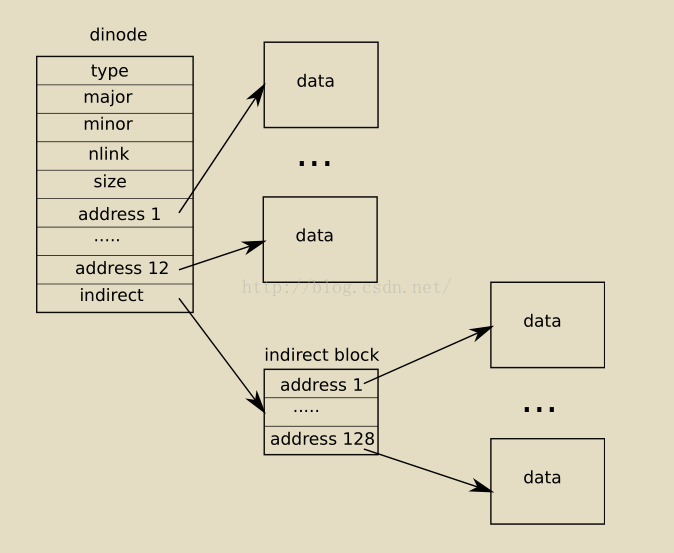 dinode
type
major
minor
nlink
size
address 1
.....
address 12
indirect
data
...
data
http://blog.csdn.net/
indirect block
address 1
.....
address 128
data
...
data